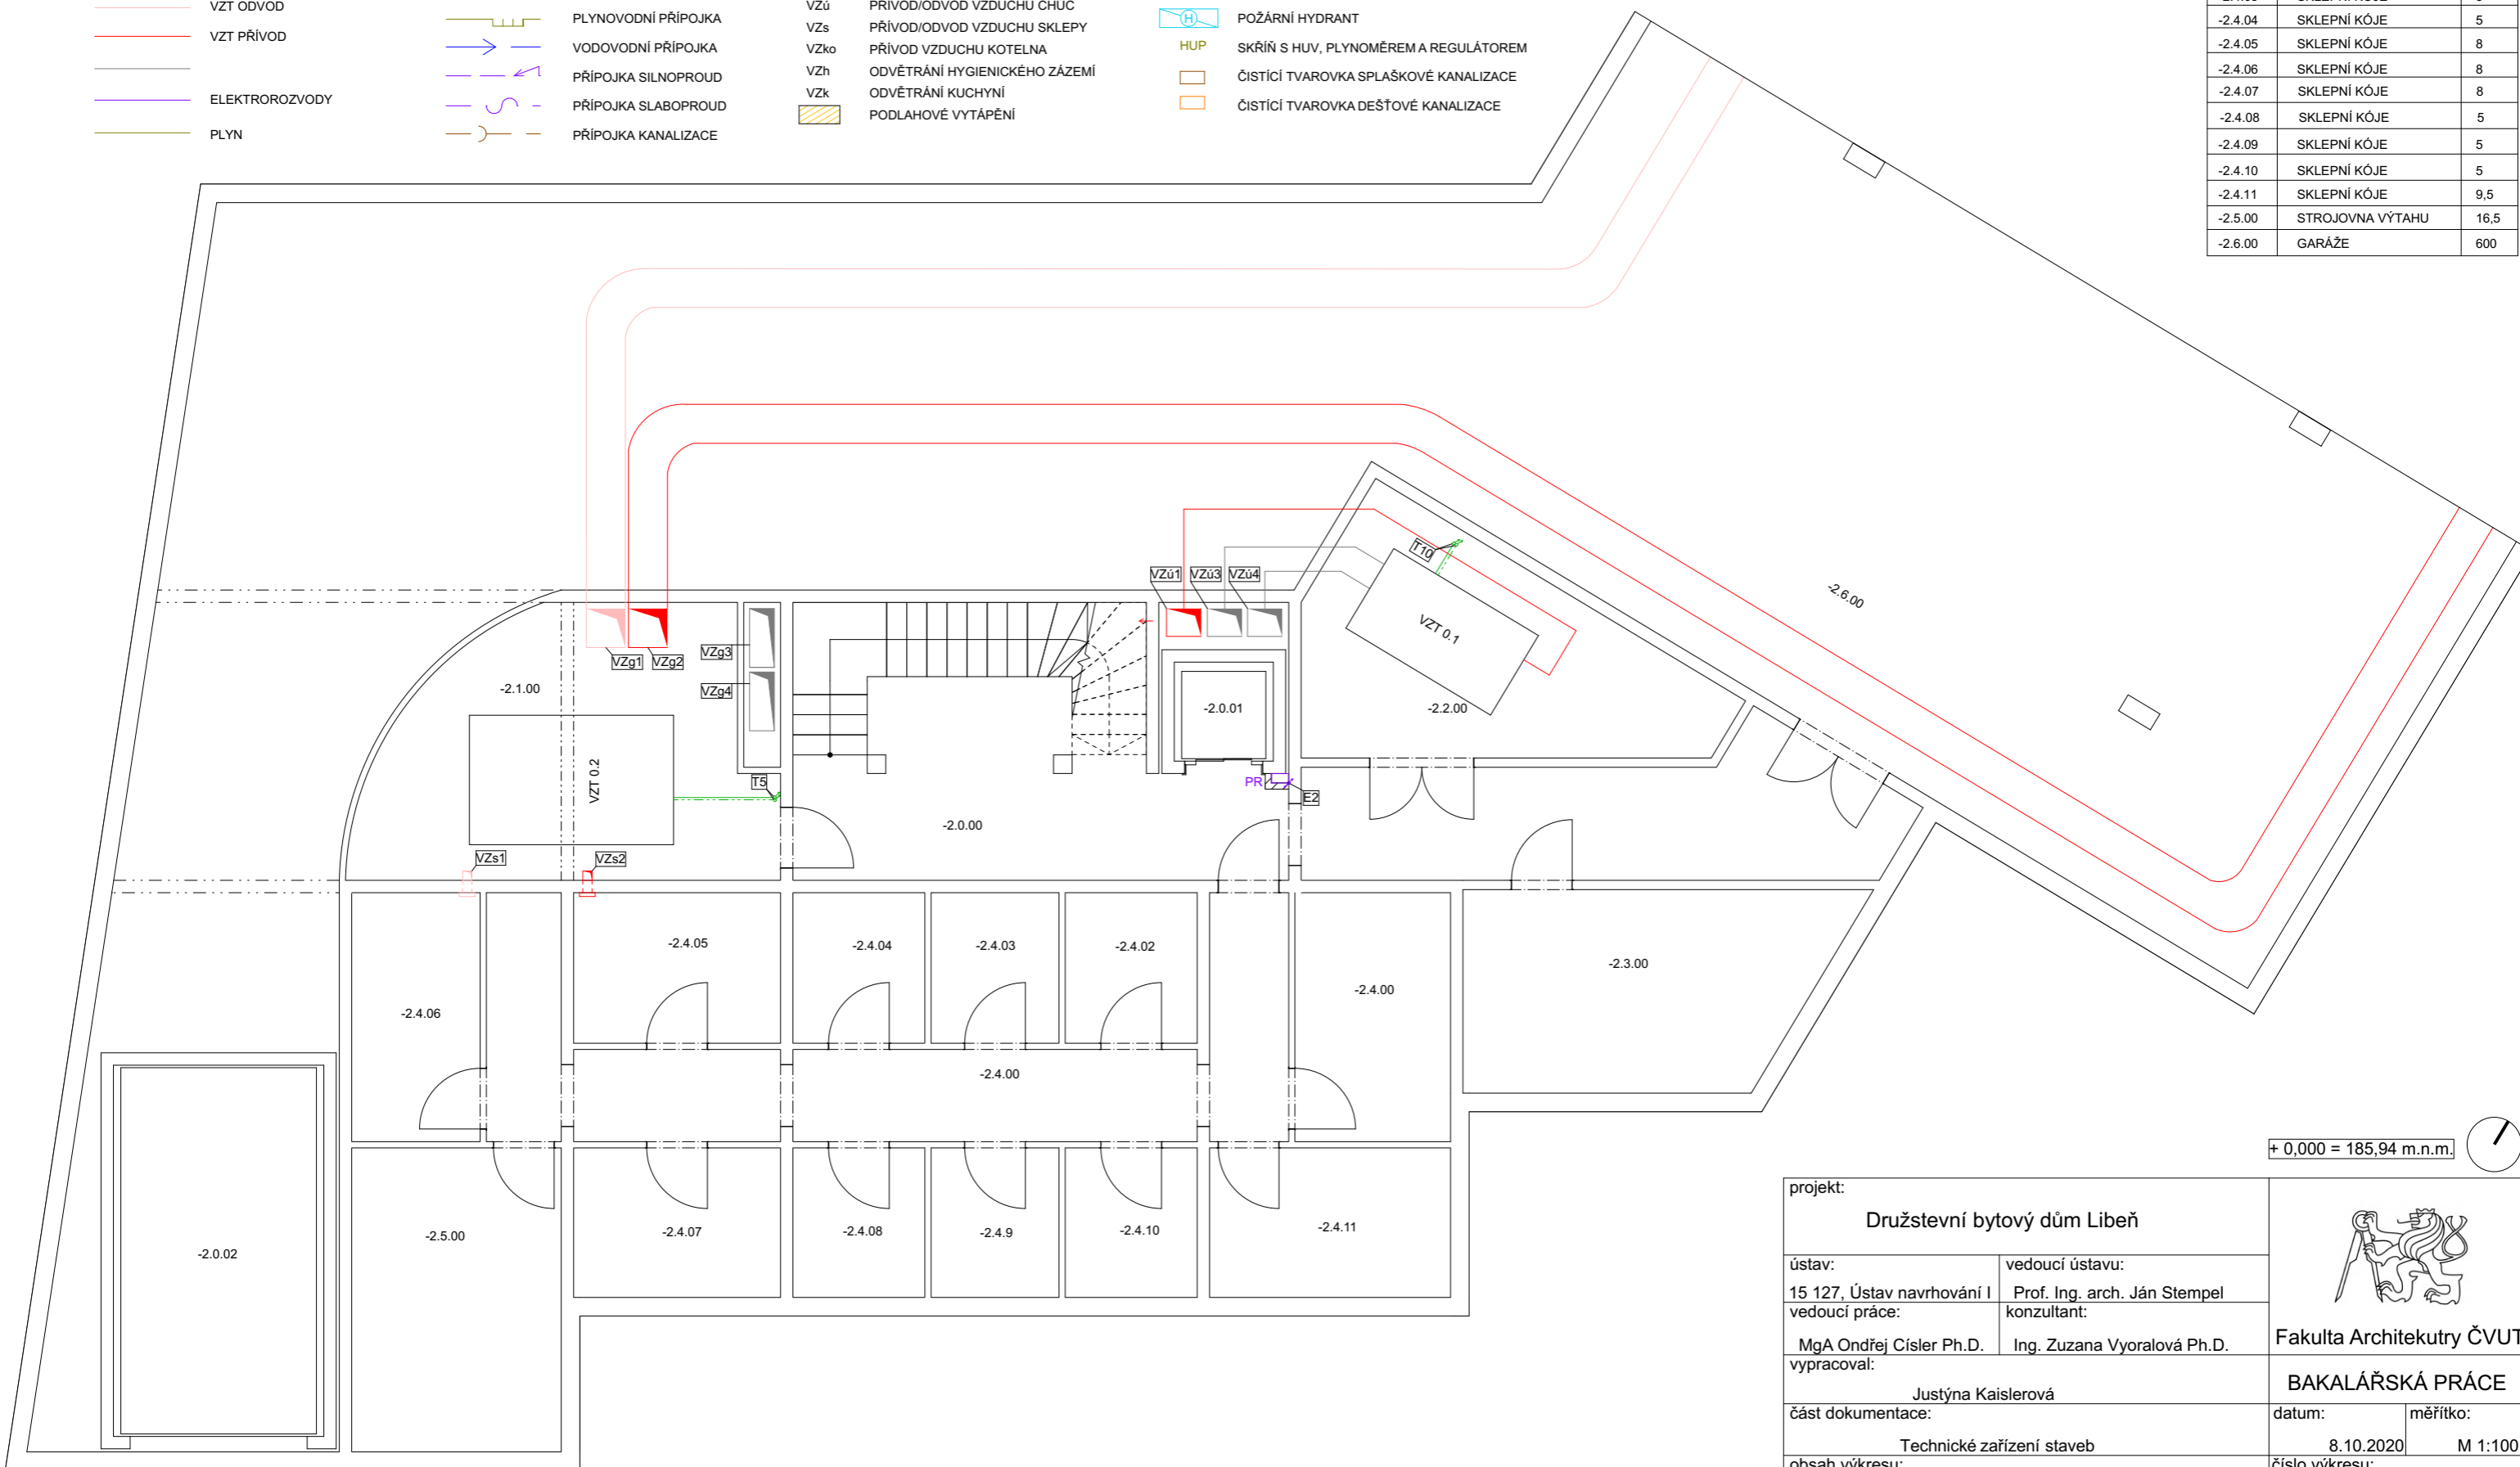 VZT ODVOD
VZT PŘÍVOD
ELEKTROROZVODY
PLYN
PLYNOVODNÍ PŘÍPOJKA
VODOVODNÍ PŘÍPOJKA
PŘÍPOJKA SILNOPROUD
PŘÍPOJKA SLABOPROUD
PŘÍPOJKA KANALIZACE
VZú PŘÍVOD/ODVOD VZDUCHU CHÚC
VZs PŘÍVOD/ODVOD VZDUCHU SKLEPY
VZko PŘÍVOD VZDUCHU KOTELNA
VZh ODVĚTRÁNÍ HYGIENICKÉHO ZÁZEMÍ
VZk ODVĚTRÁNÍ KUCHYNÍ
PODLAHOVÉ VYTÁPĚNÍ
H POŽÁRNÍ HYDRANT
HUP SKŘÍŇ S HUV, PLYNOMĚREM A REGULÁTOREM
ČISTÍCÍ TVAROVKA SPLAŠKOVÉ KANALIZACE
ČISTÍCÍ TVAROVKA DEŠŤOVÉ KANALIZACE
-2.4.04 SKLEPNÍ KÓJE 5
-2.4.05 SKLEPNÍ KÓJE 8
-2.4.06 SKLEPNÍ KÓJE 8
-2.4.07 SKLEPNÍ KÓJE 8
-2.4.08 SKLEPNÍ KÓJE 5
-2.4.09 SKLEPNÍ KÓJE 5
-2.4.10 SKLEPNÍ KÓJE 5
-2.4.11 SKLEPNÍ KÓJE 9,5
-2.5.00 STROJOVNA VÝTAHU 16,5
-2.6.00 GARÁŽE 600
T10
VZú1 VZú3 VZú4
-2.6.00
VZT 0.1
VZg1 VZg2 VZg3
VZg4
-2.1.00
-2.0.01
-2.2.00
VZT 0.2
T5
PR
E2
-2.0.00
VZs1
VZs2
-2.4.05
-2.4.04
-2.4.03
-2.4.02
-2.3.00
-2.4.00
-2.4.06
-2.4.00
-2.0.02
-2.5.00
-2.4.07
-2.4.08
-2.4.9
-2.4.10
-2.4.11
+ 0,000 = 185,94 m.n.m.
projekt:
Družstevní bytový dům Libeň
ústav:
15 127, Ústav navrhování I
vedoucí ústavu:
Prof. Ing. arch. Ján Stempel
vedoucí práce:
MgA Ondřej Císler Ph.D.
konzultant:
Ing. Zuzana Vyoralová Ph.D.
Fakulta Architekutry ČVUT
vypracoval:
Justýna Kaislerová
BAKALÁŘSKÁ PRÁCE
část dokumentace:
Technické zařízení staveb
datum:
8.10.2020
měřítko:
M 1:100
obsah výkresu:
číslo výkresu: